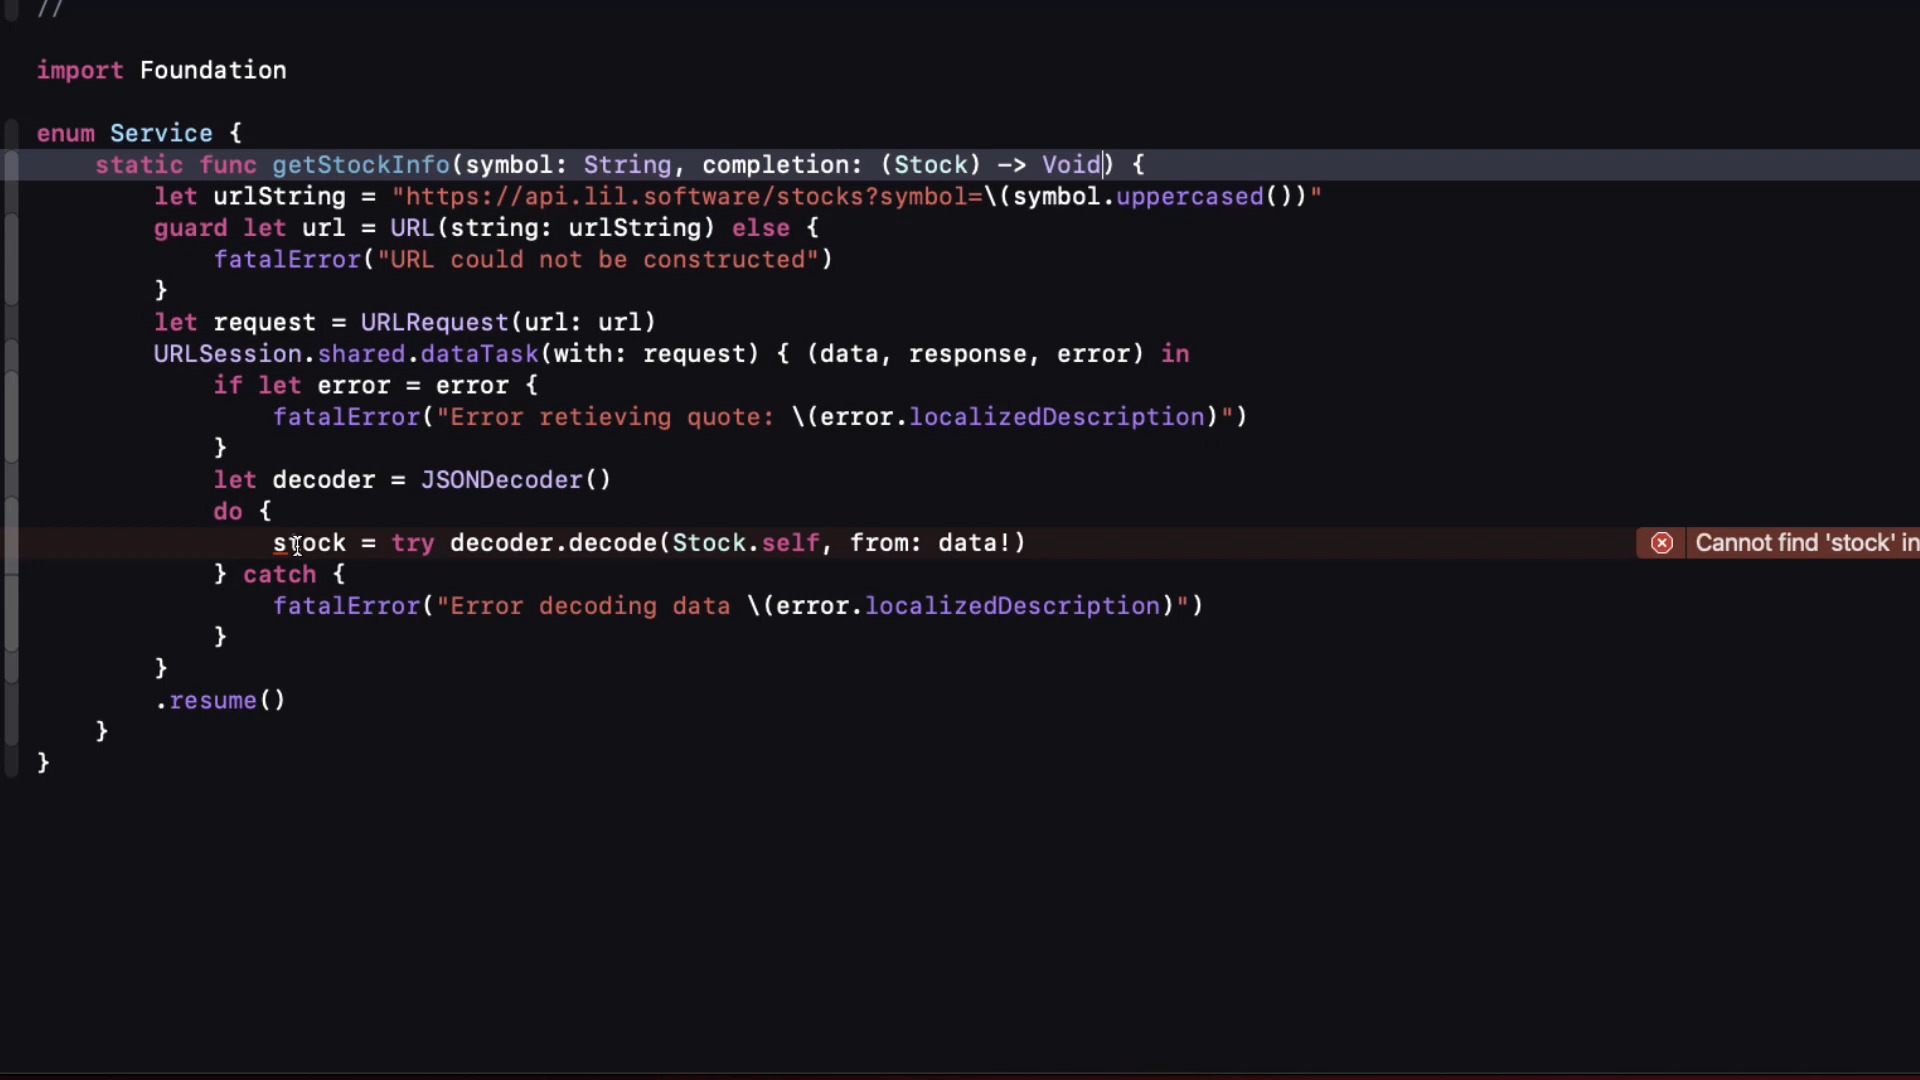 //
import Foundation
enum Service {
    static func getStockInfo(symbol: String, completion: (Stock) -> Void) {
        let urlString = "https://api.lil.software/stocks?symbol=\(symbol.uppercased())"
        guard let url = URL(string: urlString) else {
            fatalError("URL could not be constructed")
        }
        let request = URLRequest(url: url)
        URLSession.shared.dataTask(with: request) { (data, response, error) in
            if let error = error {
                fatalError("Error retrieving quote: \(error.localizedDescription)")
            }
            let decoder = JSONDecoder()
            do {
                stock = try decoder.decode(Stock.self, from: data!) Cannot find 'stock' in
            } catch {
                fatalError("Error decoding data \(error.localizedDescription)")
            }
        }
        .resume()
    }
}